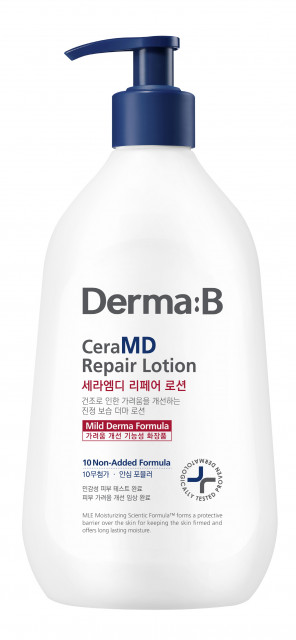 Derma:B
CeraMD
Repair Lotion
세라엠디 리페어 로션
건조로 인한 가려움을 개선하는
진정 보습 더마 로션
Mild Derma Formula
가려움 개선 기능성 화장품
10 Non-Added Formula
10무첨가 · 안심 포뮬러
민감성 피부 테스트 완료
피부 가려움 개선 임상 완료
DERMATOLOGICALLY TESTED PROVEN
MLE Moisturizing Scientic Formula™ forms a protective
barrier over the skin for keeping the skin firmed and
offers long lasting moisture.